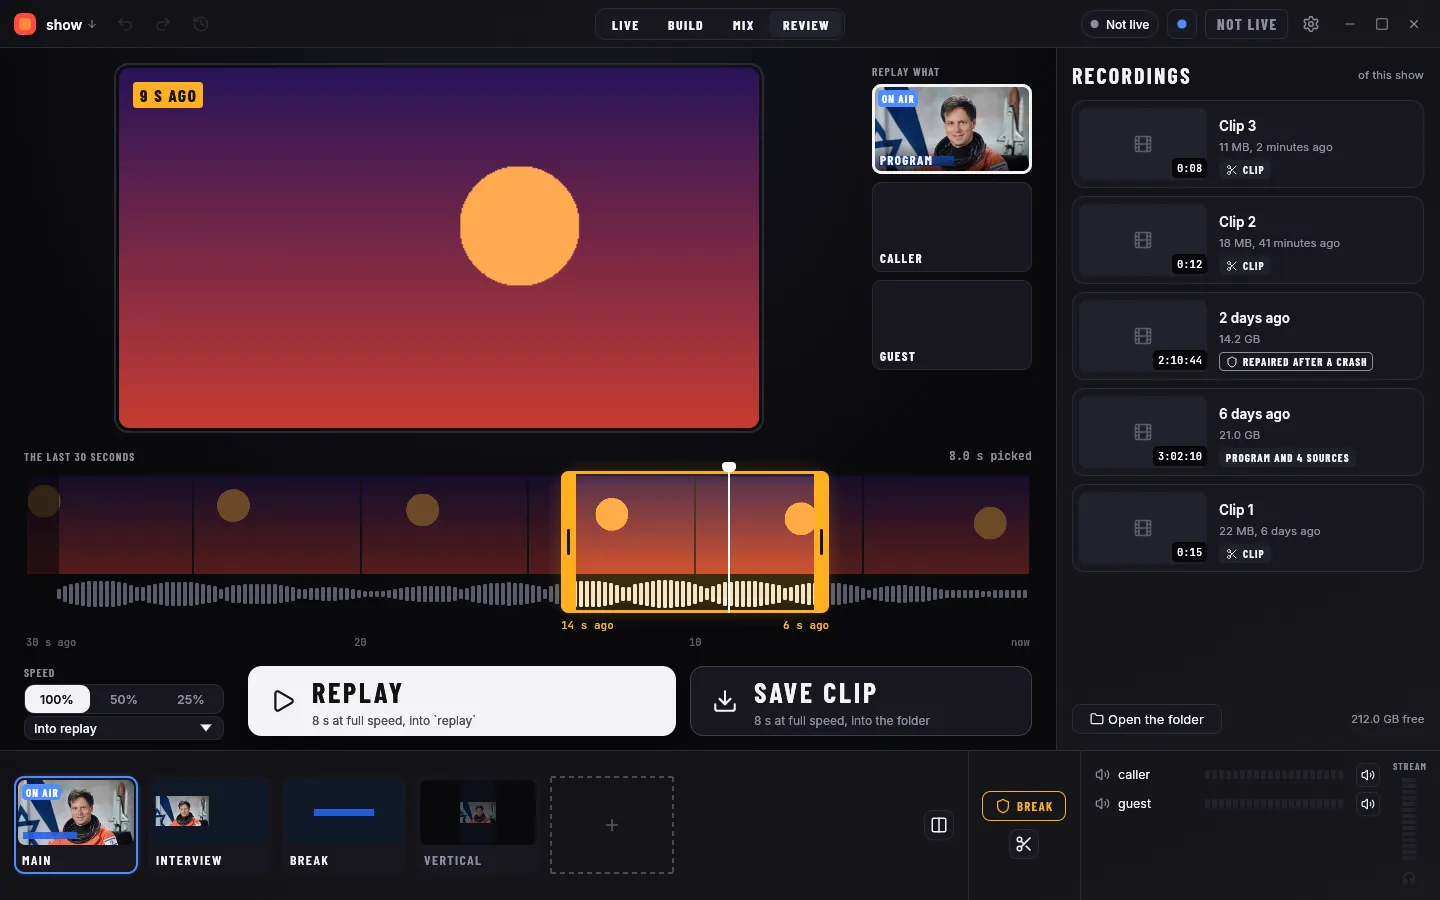 show
LIVE
BUILD
MIX
REVIEW
Not live
NOT LIVE
9 S AGO
REPLAY WHAT
ON AIR
PROGRAM
CALLER
GUEST
THE LAST 30 SECONDS
8.0 s picked
14 s ago
6 s ago
30 s ago
20
10
now
SPEED
100%
50%
25%
Into replay
REPLAY
8 s at full speed, into `replay`
SAVE CLIP
8 s at full speed, into the folder
RECORDINGS
of this show
Clip 3
11 MB, 2 minutes ago
0:08
CLIP
Clip 2
18 MB, 41 minutes ago
0:12
CLIP
2 days ago
14.2 GB
2:10:44
REPAIRED AFTER A CRASH
6 days ago
21.0 GB
3:02:10
PROGRAM AND 4 SOURCES
Clip 1
22 MB, 6 days ago
0:15
CLIP
Open the folder
212.0 GB free
ON AIR
MAIN
INTERVIEW
BREAK
VERTICAL
BREAK
caller
guest
STREAM